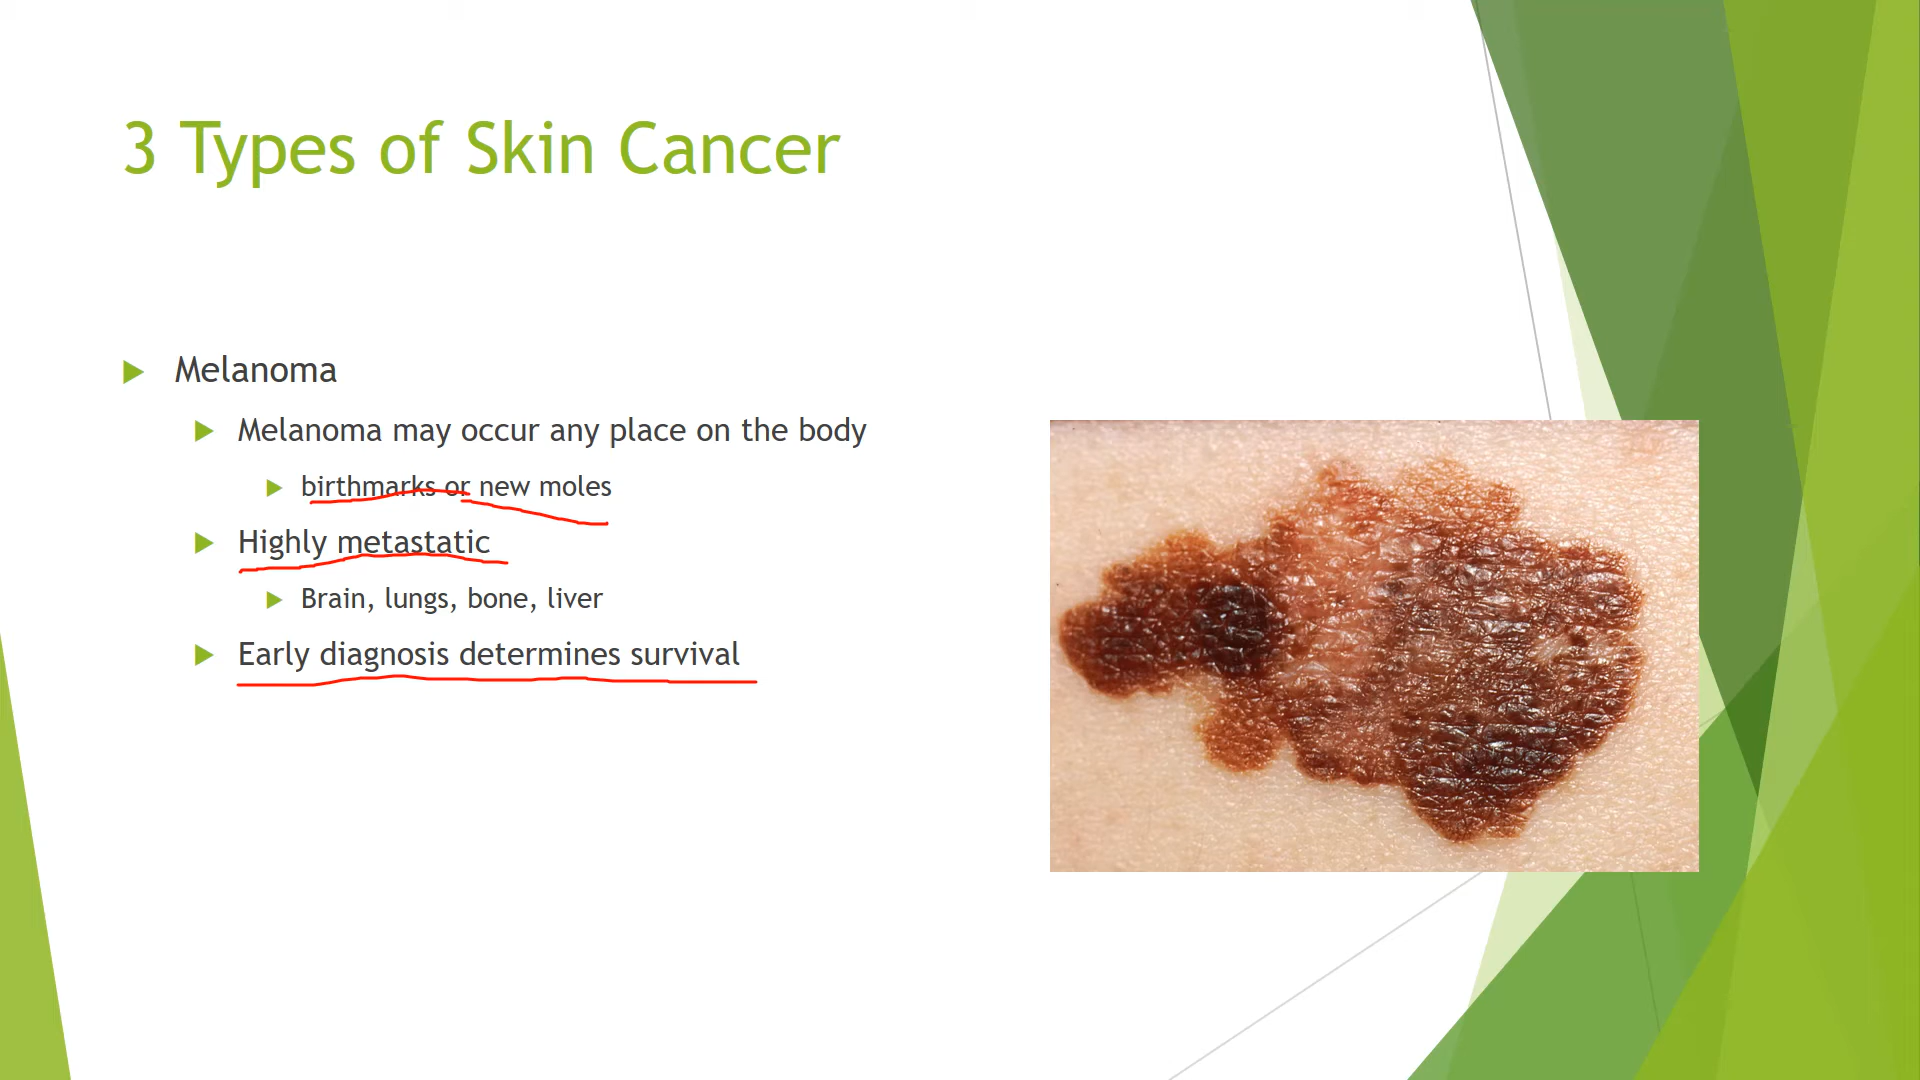 3 Types of Skin Cancer
Melanoma
Melanoma may occur any place on the body
birthmarks or new moles
Highly metastatic
Brain, lungs, bone, liver
Early diagnosis determines survival